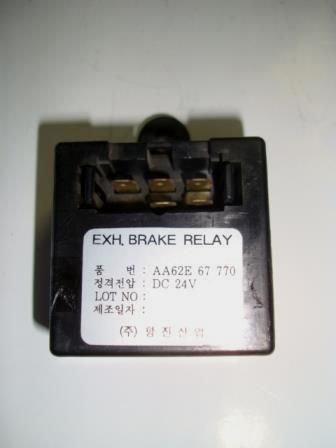 EXH. BRAKE RELAY
품 번 : AA62E 67 770
정격전압 : DC 24V
LOT NO :
제조일자 :
(주) 항진산업